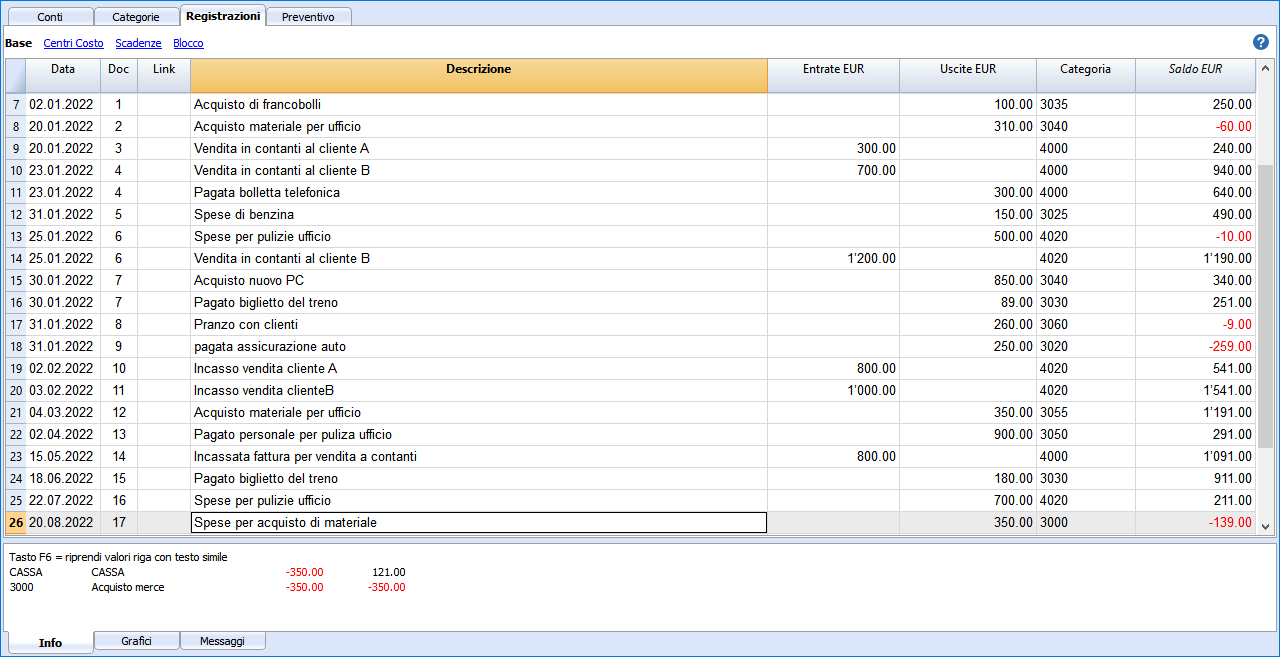 Conti Categorie Registrazioni Preventivo
Base Centri Costo Scadenze Blocco ?
Data Doc Link Descrizione Entrate EUR Uscite EUR Categoria Saldo EUR
7 02.01.2022 1 Acquisto di francobolli 100.00 3035 250.00
8 20.01.2022 2 Acquisto materiale per ufficio 310.00 3040 -60.00
9 20.01.2022 3 Vendita in contanti al cliente A 300.00 4000 240.00
10 23.01.2022 4 Vendita in contanti al cliente B 700.00 4000 940.00
11 23.01.2022 4 Pagata bolletta telefonica 300.00 4000 640.00
12 31.01.2022 5 Spese di benzina 150.00 3025 490.00
13 25.01.2022 6 Spese per pulizie ufficio 500.00 4020 -10.00
14 25.01.2022 6 Vendita in contanti al cliente B 1'200.00 4020 1'190.00
15 30.01.2022 7 Acquisto nuovo PC 850.00 3040 340.00
16 30.01.2022 7 Pagato biglietto del treno 89.00 3030 251.00
17 31.01.2022 8 Pranzo con clienti 260.00 3060 -9.00
18 31.01.2022 9 pagata assicurazione auto 250.00 3020 -259.00
19 02.02.2022 10 Incasso vendita cliente A 800.00 4020 541.00
20 03.02.2022 11 Incasso vendita clienteB 1'000.00 4020 1'541.00
21 04.03.2022 12 Acquisto materiale per ufficio 350.00 3055 1'191.00
22 02.04.2022 13 Pagato personale per puliza ufficio 900.00 3050 291.00
23 15.05.2022 14 Incassata fattura per vendita a contanti 800.00 4000 1'091.00
24 18.06.2022 15 Pagato biglietto del treno 180.00 3030 911.00
25 22.07.2022 16 Spese per pulizie ufficio 700.00 4020 211.00
26 20.08.2022 17 Spese per acquisto di materiale 350.00 3000 -139.00
Tasto F6 = riprendi valori riga con testo simile
CASSA CASSA -350.00 121.00
3000 Acquisto merce -350.00 -350.00
Info Grafici Messaggi